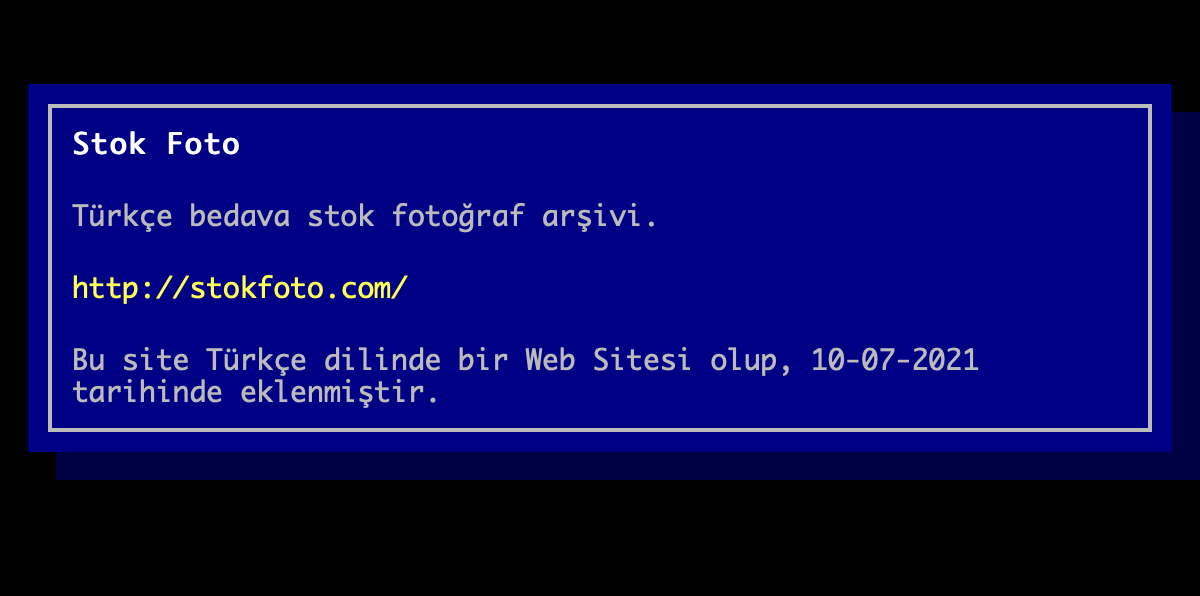 Stok Foto
Türkçe bedava stok fotoğraf arşivi.
http://stokfoto.com/
Bu site Türkçe dilinde bir Web Sitesi olup, 10-07-2021
tarihinde eklenmiştir.